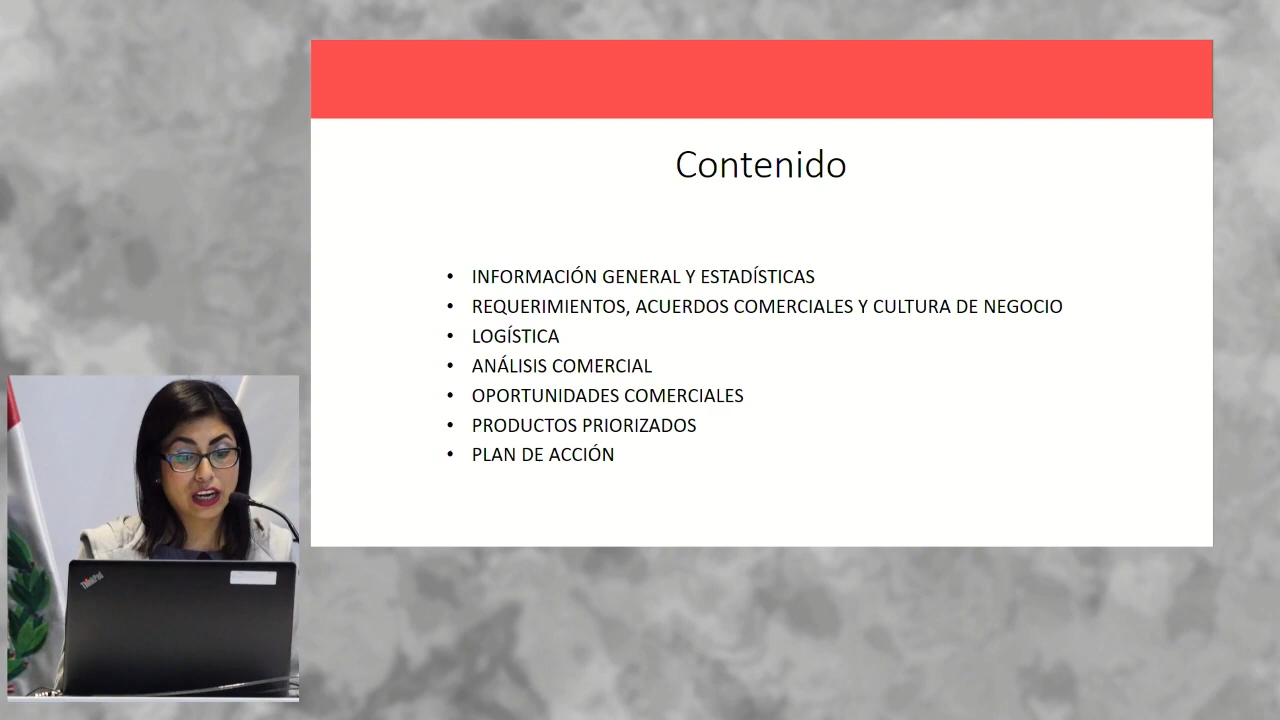 Contenido
• INFORMACIÓN GENERAL Y ESTADÍSTICAS
• REQUERIMIENTOS, ACUERDOS COMERCIALES Y CULTURA DE NEGOCIO
• LOGÍSTICA
• ANÁLISIS COMERCIAL
• OPORTUNIDADES COMERCIALES
• PRODUCTOS PRIORIZADOS
• PLAN DE ACCIÓN
ThinkPad